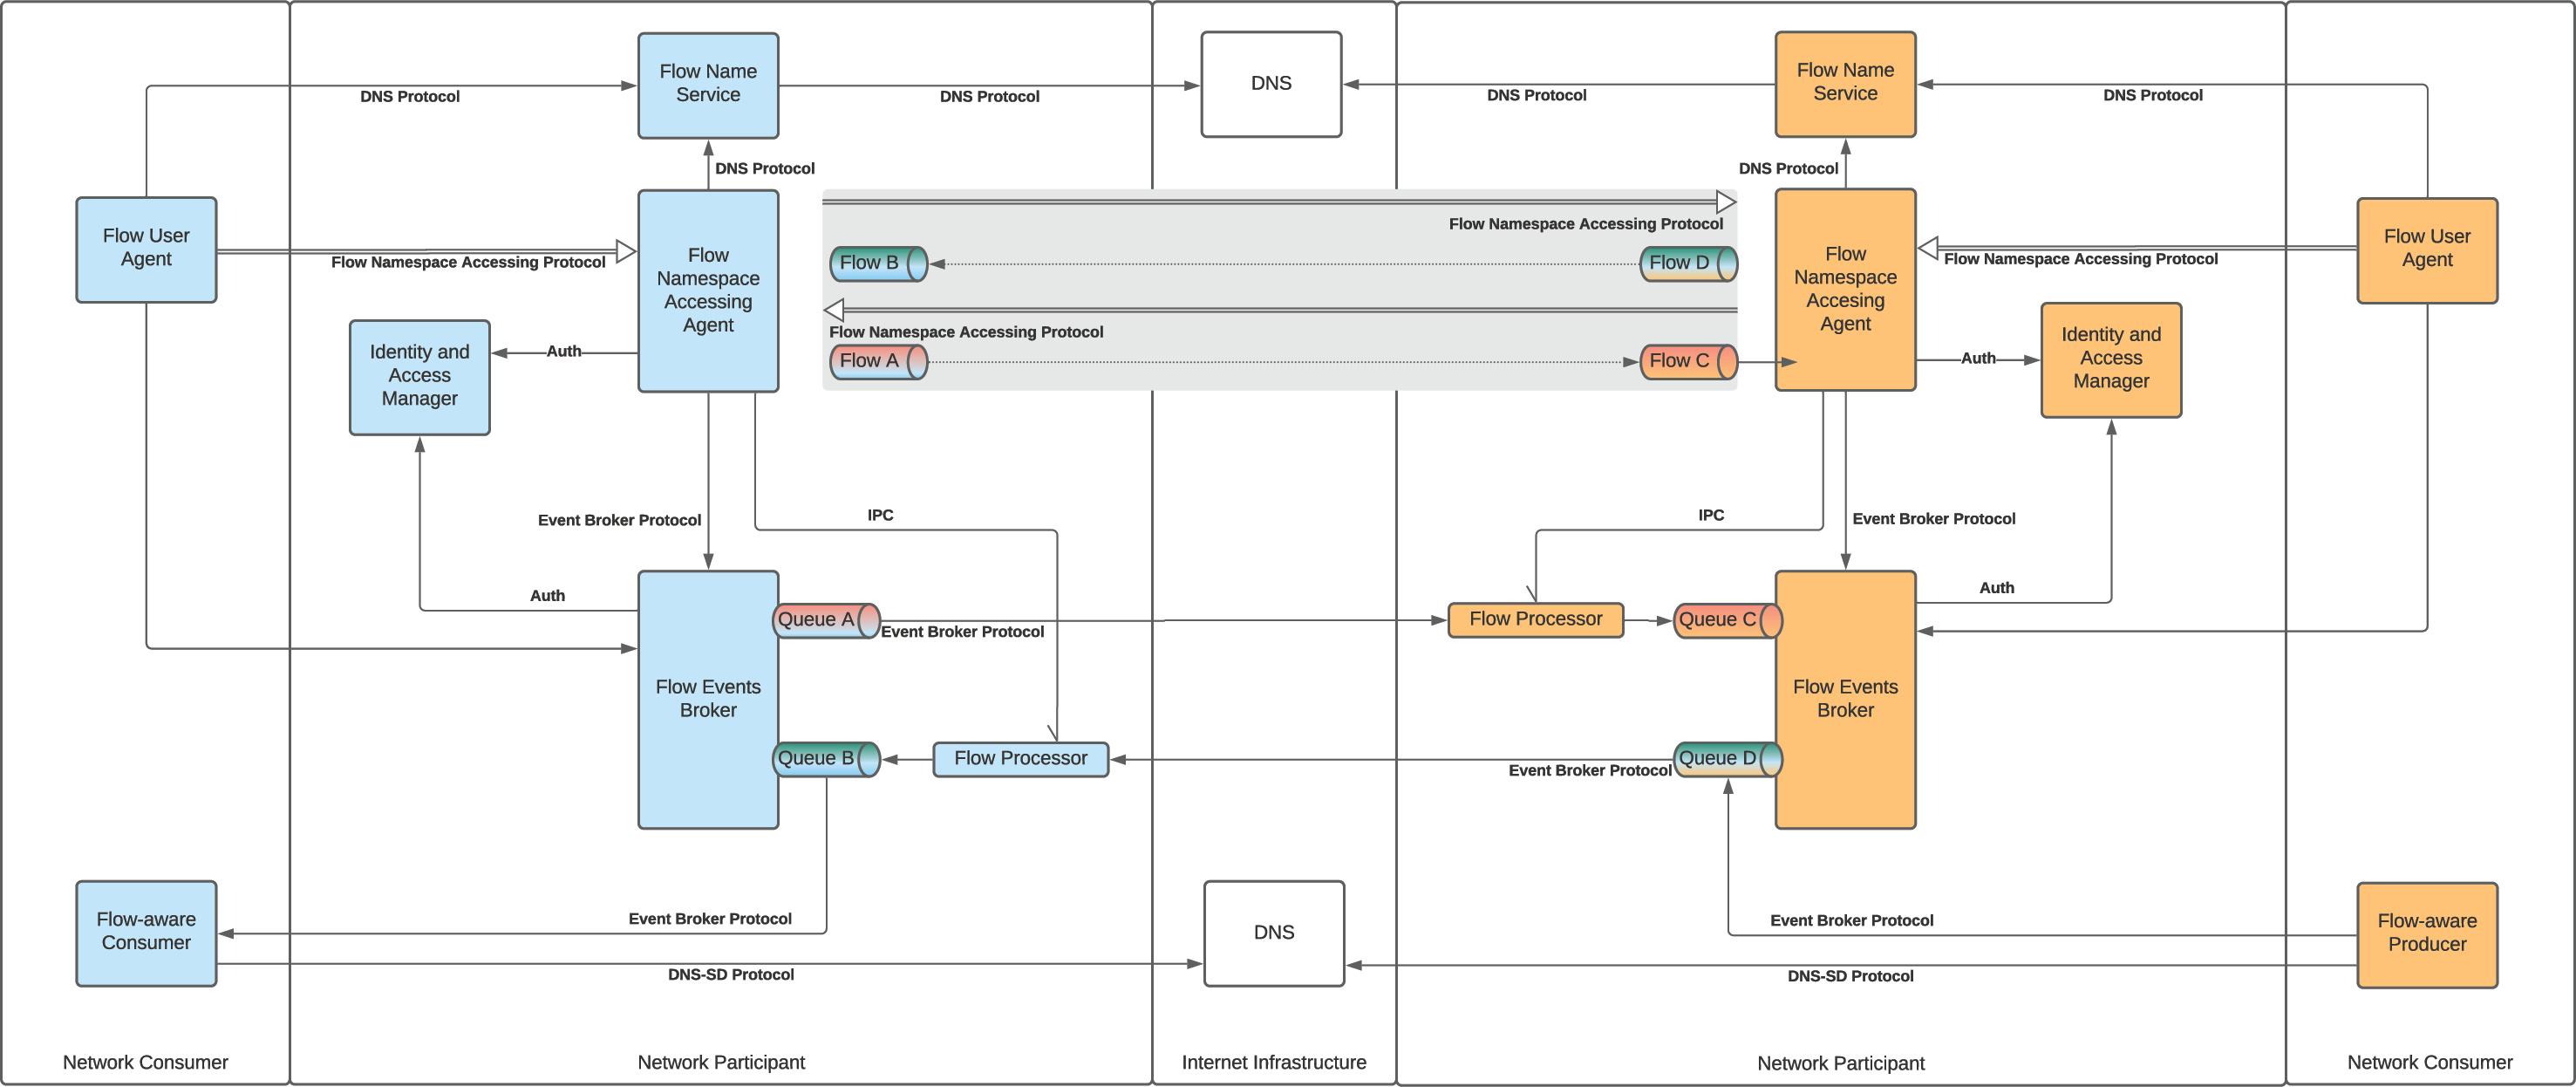 Flow Name
Service
DNS
Flow Name
Service
DNS Protocol
DNS Protocol
DNS Protocol
DNS Protocol
DNS Protocol
DNS Protocol
Flow User
Agent
Flow Namespace Accessing Protocol
Flow
Namespace
Accessing
Agent
Flow Namespace Accessing Protocol
Flow B
Flow D
Flow Namespace Accessing Protocol
Flow A
Flow C
Flow
Namespace
Accesing
Agent
Flow Namespace Accessing Protocol
Flow User
Agent
Identity and
Access
Manager
Auth
Auth
Identity and
Access
Manager
Event Broker Protocol
IPC
IPC
Event Broker Protocol
Auth
Auth
Queue A
Event Broker Protocol
Flow Processor
Queue C
Flow Events
Broker
Flow Events
Broker
Queue B
Flow Processor
Event Broker Protocol
Queue D
Flow-aware
Consumer
Event Broker Protocol
DNS-SD Protocol
DNS
Event Broker Protocol
DNS-SD Protocol
Flow-aware
Producer
Network Consumer
Network Participant
Internet Infrastructure
Network Participant
Network Consumer